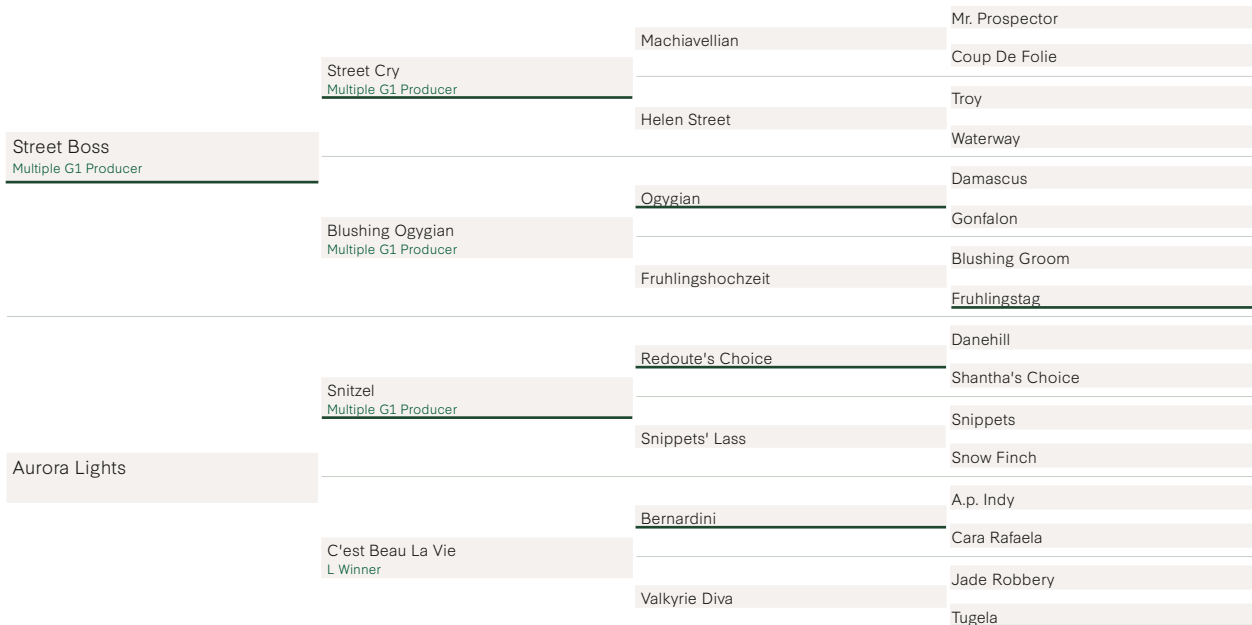 Street Boss
Multiple G1 Producer
Aurora Lights
Street Cry
Multiple G1 Producer
Blushing Ogygian
Multiple G1 Producer
Snitzel
Multiple G1 Producer
C'est Beau La Vie
L Winner
Machiavellian
Helen Street
Ogygian
Fruhlingshochzeit
Redoute's Choice
Snippets' Lass
Bernardini
Valkyrie Diva
Mr. Prospector
Coup De Folie
Troy
Waterway
Damascus
Gonfalon
Blushing Groom
Fruhlingstag
Danehill
Shantha's Choice
Snippets
Snow Finch
A.p. Indy
Cara Rafaela
Jade Robbery
Tugela